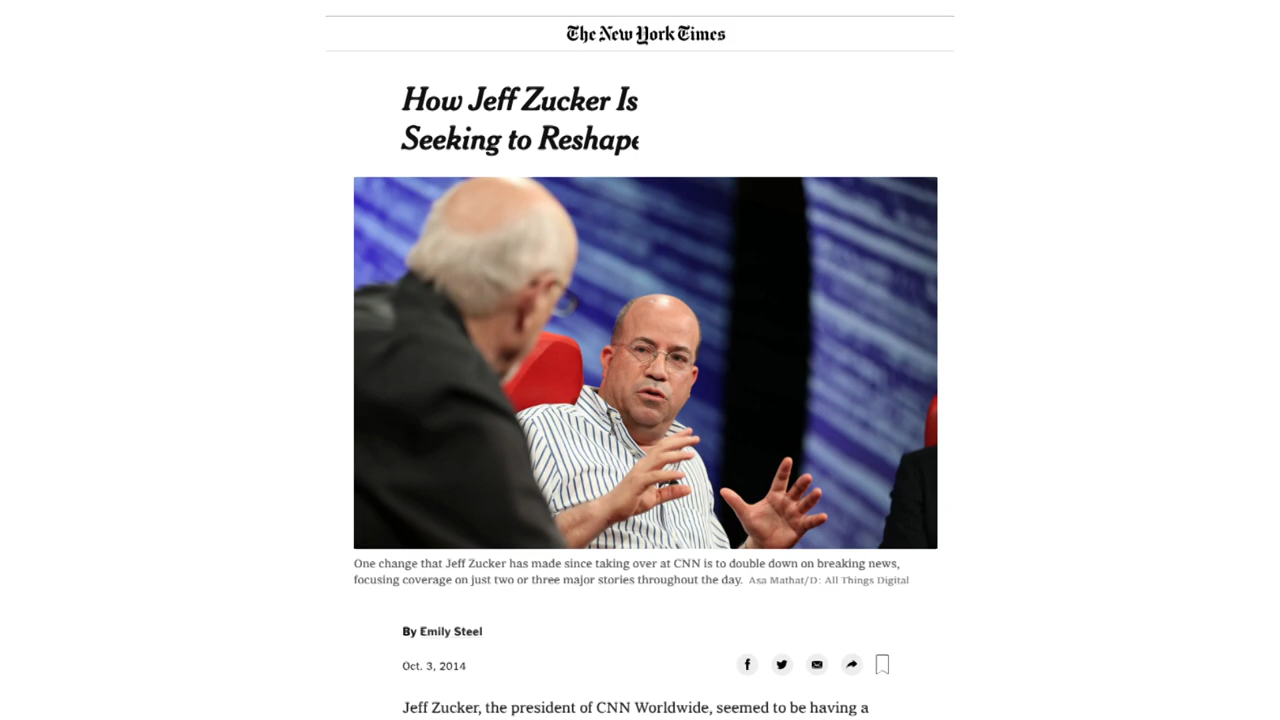 The New York Times
How Jeff Zucker Is
Seeking to Reshape
One change that Jeff Zucker has made since taking over at CNN is to double down on breaking news,
focusing coverage on just two or three major stories throughout the day. Asa Mathat/D: All Things Digital
By Emily Steel
Oct. 3, 2014
Jeff Zucker, the president of CNN Worldwide, seemed to be having a